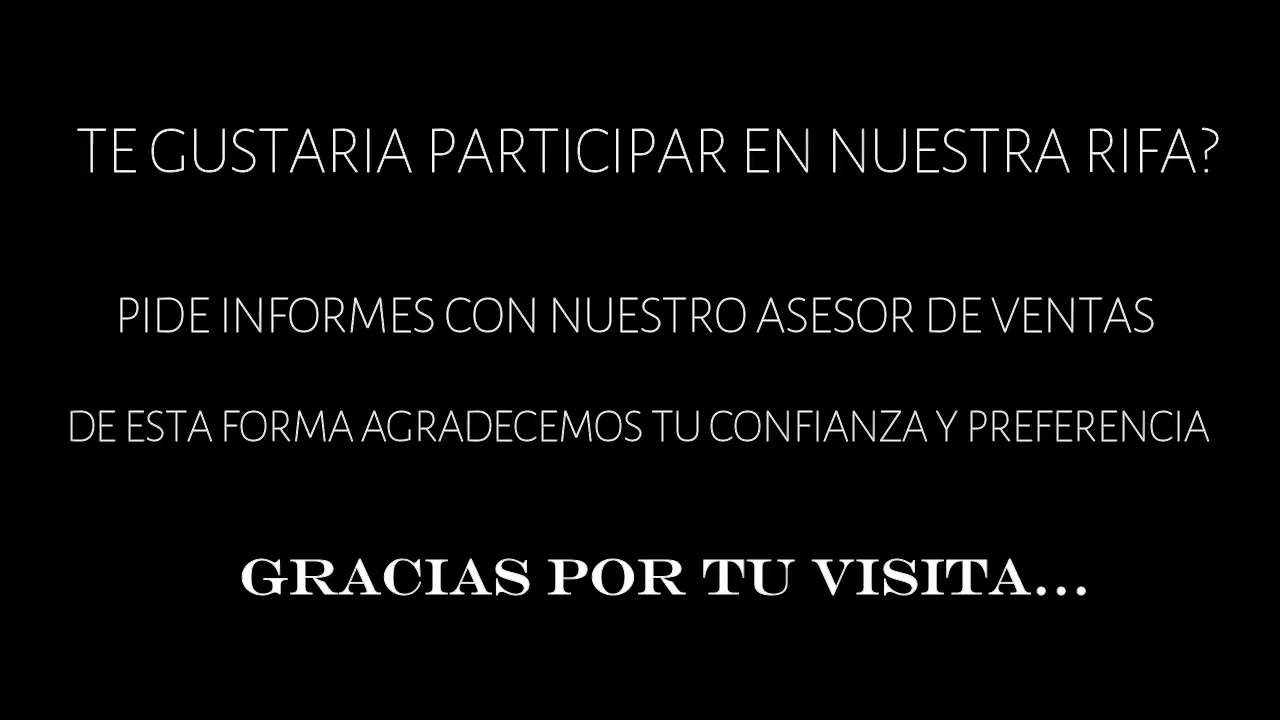 TE GUSTARIA PARTICIPAR EN NUESTRA RIFA?
PIDE INFORMES CON NUESTRO ASESOR DE VENTAS
DE ESTA FORMA AGRADECEMOS TU CONFIANZA Y PREFERENCIA
GRACIAS POR TU VISITA...